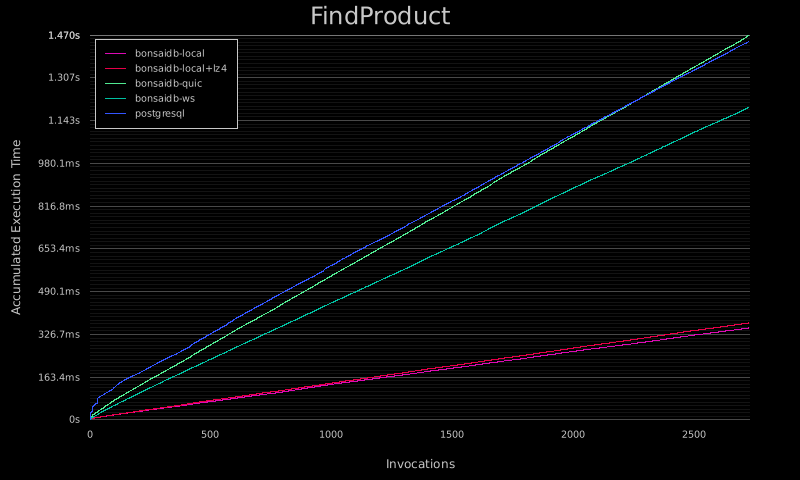 FindProduct
1.470s
1.307s
1.143s
980.1ms
816.8ms
653.4ms
490.1ms
326.7ms
163.4ms
0s
Accumulated Execution Time
bonsaidb-local
bonsaidb-local+lz4
bonsaidb-quic
bonsaidb-ws
postgresql
0
500
1000
1500
2000
2500
Invocations